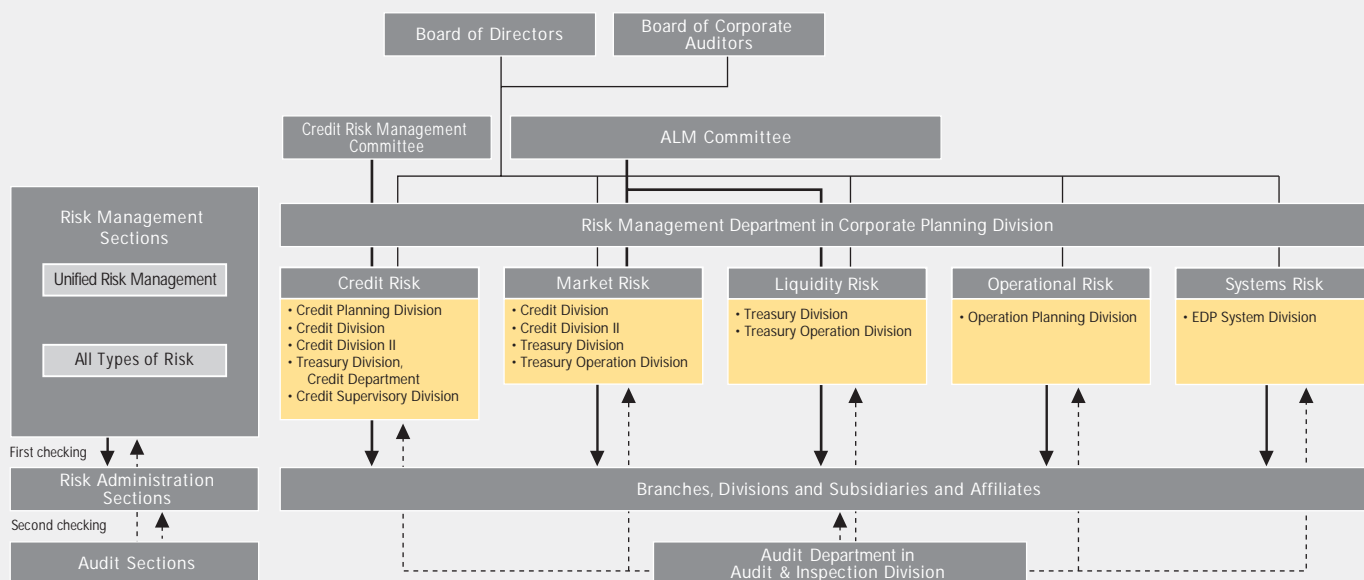 Board of Directors
Board of Corporate
Auditors
Credit Risk Management
Committee
ALM Committee
Risk Management
Sections
Unified Risk Management
All Types of Risk
Risk Management Department in Corporate Planning Division
Credit Risk
• Credit Planning Division
• Credit Division
• Credit Division II
• Treasury Division,
Credit Department
• Credit Supervisory Division
Market Risk
• Credit Division
• Credit Division II
• Treasury Division
• Treasury Operation Division
Liquidity Risk
• Treasury Division
• Treasury Operation Division
Operational Risk
• Operation Planning Division
Systems Risk
• EDP System Division
First checking
Risk Administration
Sections
Branches, Divisions and Subsidiaries and Affiliates
Second checking
Audit Sections
Audit Department in
Audit & Inspection Division